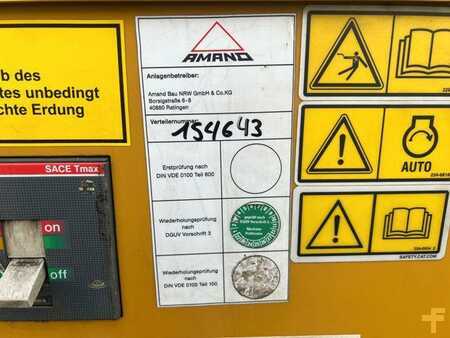 b des
tes unbedingt
chte Erdung
SACE Tmax
on
off
AMAND
Anlagenbetreiber:
Amand Bau NRW GmbH & Co.KG
Borsigstraße 6-8
40880 Ratingen
Verteilernummer:
154643
Erstprüfung nach
DIN VDE 0100 Teil 600
Wiederholungsprüfung
nach
DGUV Vorschrift 3
Wiederholungsprüfung
nach
DIN VDE 0100 Teil
AUTO
SAFETY.CAT.COM